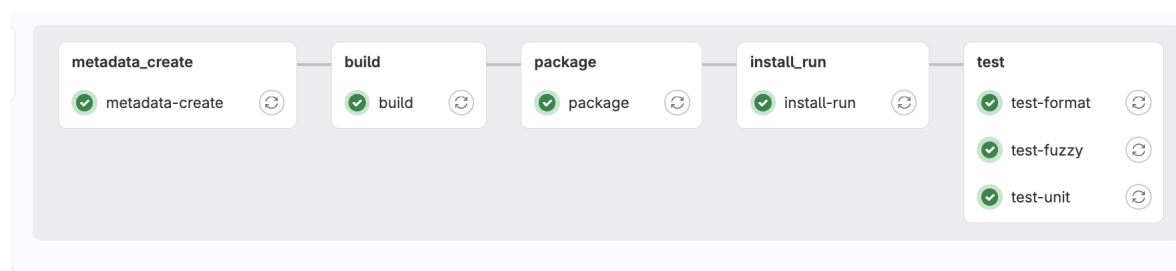 metadata_create
metadata-create
build
build
package
package
install_run
install-run
test
test-format
test-fuzzy
test-unit